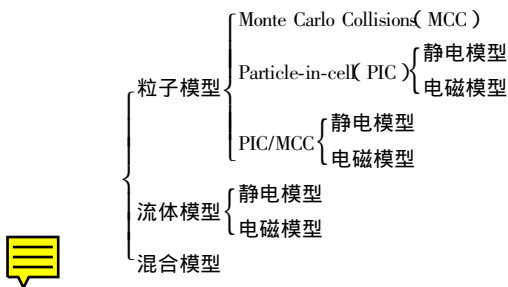 Monte Carlo Collisions( MCC )
静电模型
Particle-in-cell( PIC )
粒子模型
电磁模型
静电模型
PIC/MCC
电磁模型
静电模型
流体模型
电磁模型
混合模型